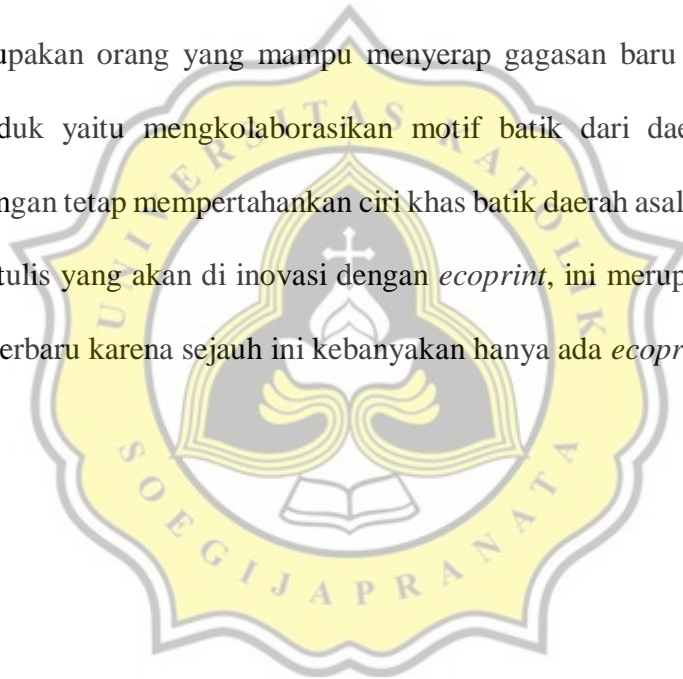 upakan orang yang mampu menyerap gagasan baru
duk yaitu mengkolaborasikan motif batik dari dae
ngan tetap mempertahankan ciri khas batik daerah asal
tulis yang akan di inovasi dengan ecoprint, ini merup
erbaru karena sejauh ini kebanyakan hanya ada ecopr
UNIVERSITAS KATOLIK
SOEGIJAPRANATA